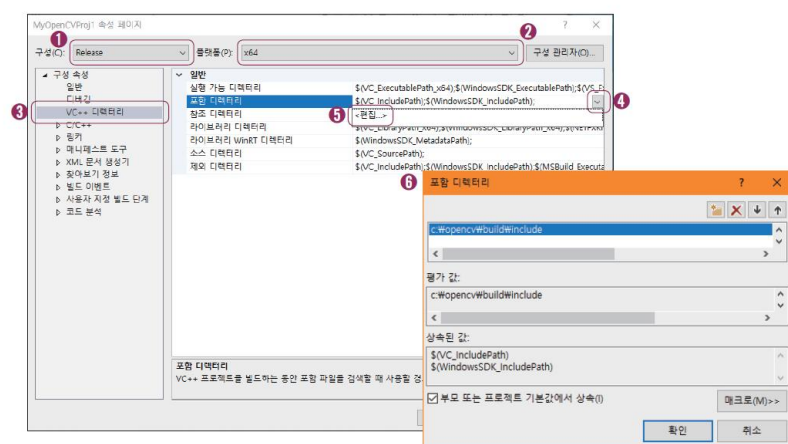 MyOpenCVProj1 속성 페이지 ? ×
❶ ❷
구성(C): Release 플랫폼(P): x64 구성 관리자(O)...
구성 속성
일반
디버깅
❸ VC++ 디렉터리
C/C++
링커
매니페스트 도구
XML 문서 생성기
찾아보기 정보
빌드 이벤트
사용자 지정 빌드 단계
코드 분석
일반
실행 가능 디렉터리 $(VC_ExecutablePath_x64);$(WindowsSDK_ExecutablePath);$(VS_E
포함 디렉터리 $(VC_IncludePath);$(WindowsSDK_IncludePath); ❹
참조 디렉터리 ❺ <편집...>
라이브러리 디렉터리 $(VC_LibraryPath_x64);$(WindowsSDK_LibraryPath_x64);$(NETFXKi
라이브러리 WinRT 디렉터리 $(WindowsSDK_MetadataPath);
소스 디렉터리 $(VC_SourcePath);
제외 디렉터리 $(VC_IncludePath);$(WindowsSDK_IncludePath);$(MSBuild_Executa
포함 디렉터리
VC++ 프로젝트를 빌드하는 동안 포함 파일을 검색할 때 사용할 경
❻ 포함 디렉터리 ? ×
c:₩opencv₩build₩include
평가 값:
c:₩opencv₩build₩include
상속된 값:
$(VC_IncludePath)
$(WindowsSDK_IncludePath)
부모 또는 프로젝트 기본값에서 상속(I) 매크로(M)>>
확인 취소